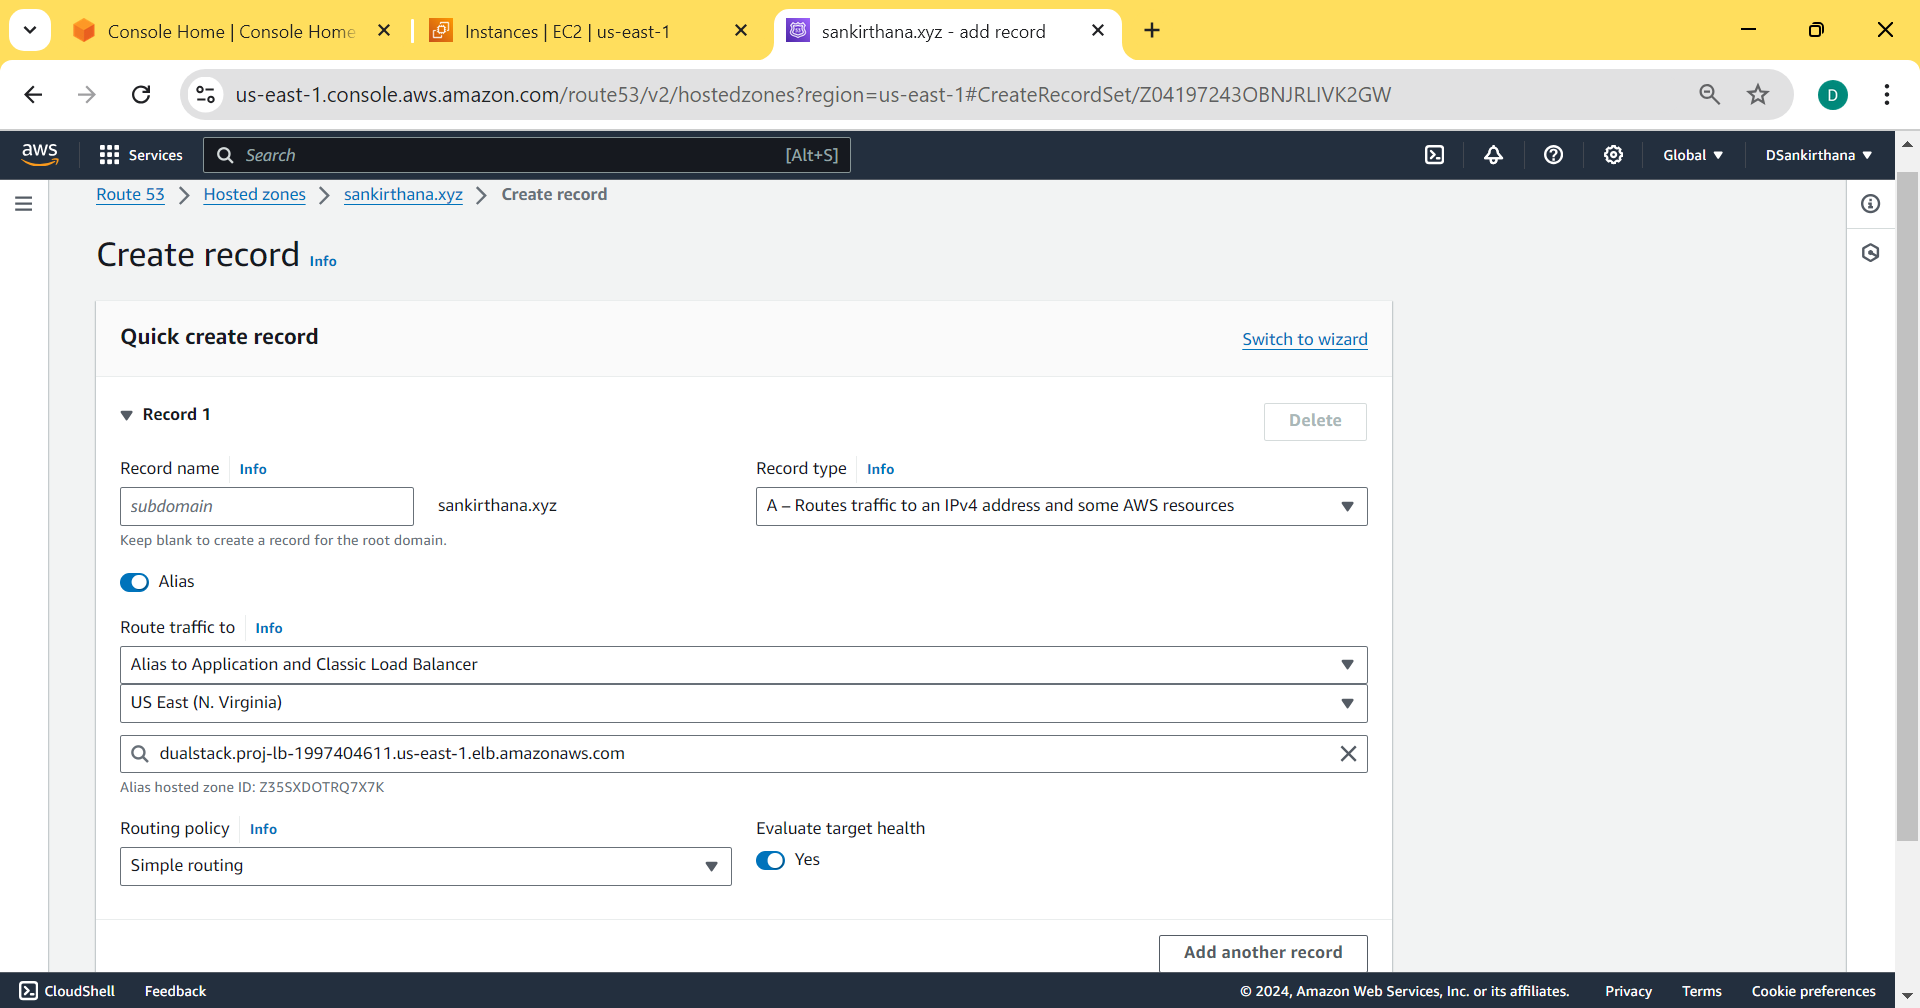 Console Home | Console Home
Instances | EC2 | us-east-1
sankirthana.xyz - add record
us-east-1.console.aws.amazon.com/route53/v2/hostedzones?region=us-east-1#CreateRecordSet/Z04197243OBNJRLIVK2GW
D
aws
Services
Search
[Alt+S]
Global
DSankirthana
Route 53
Hosted zones
sankirthana.xyz
Create record
Create record
Info
Quick create record
Switch to wizard
Record 1
Delete
Record name
Info
Record type
Info
subdomain
sankirthana.xyz
A – Routes traffic to an IPv4 address and some AWS resources
Keep blank to create a record for the root domain.
Alias
Route traffic to
Info
Alias to Application and Classic Load Balancer
US East (N. Virginia)
dualstack.proj-lb-1997404611.us-east-1.elb.amazonaws.com
Alias hosted zone ID: Z35SXDOTRQ7X7K
Routing policy
Info
Evaluate target health
Simple routing
Yes
Add another record
CloudShell
Feedback
© 2024, Amazon Web Services, Inc. or its affiliates.
Privacy
Terms
Cookie preferences